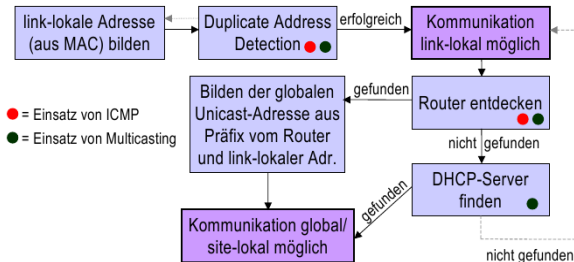 link-lokale Adresse
(aus MAC) bilden
Duplicate Address
Detection
erfolgreich
Kommunikation
link-lokal möglich
Bilden der globalen
Unicast-Adresse aus
Präfix vom Router
und link-lokaler Adr.
gefunden
Router entdecken
= Einsatz von ICMP
= Einsatz von Multicasting
nicht gefunden
DHCP-Server
finden
gefunden
Kommunikation global/
site-lokal möglich
nicht gefunden